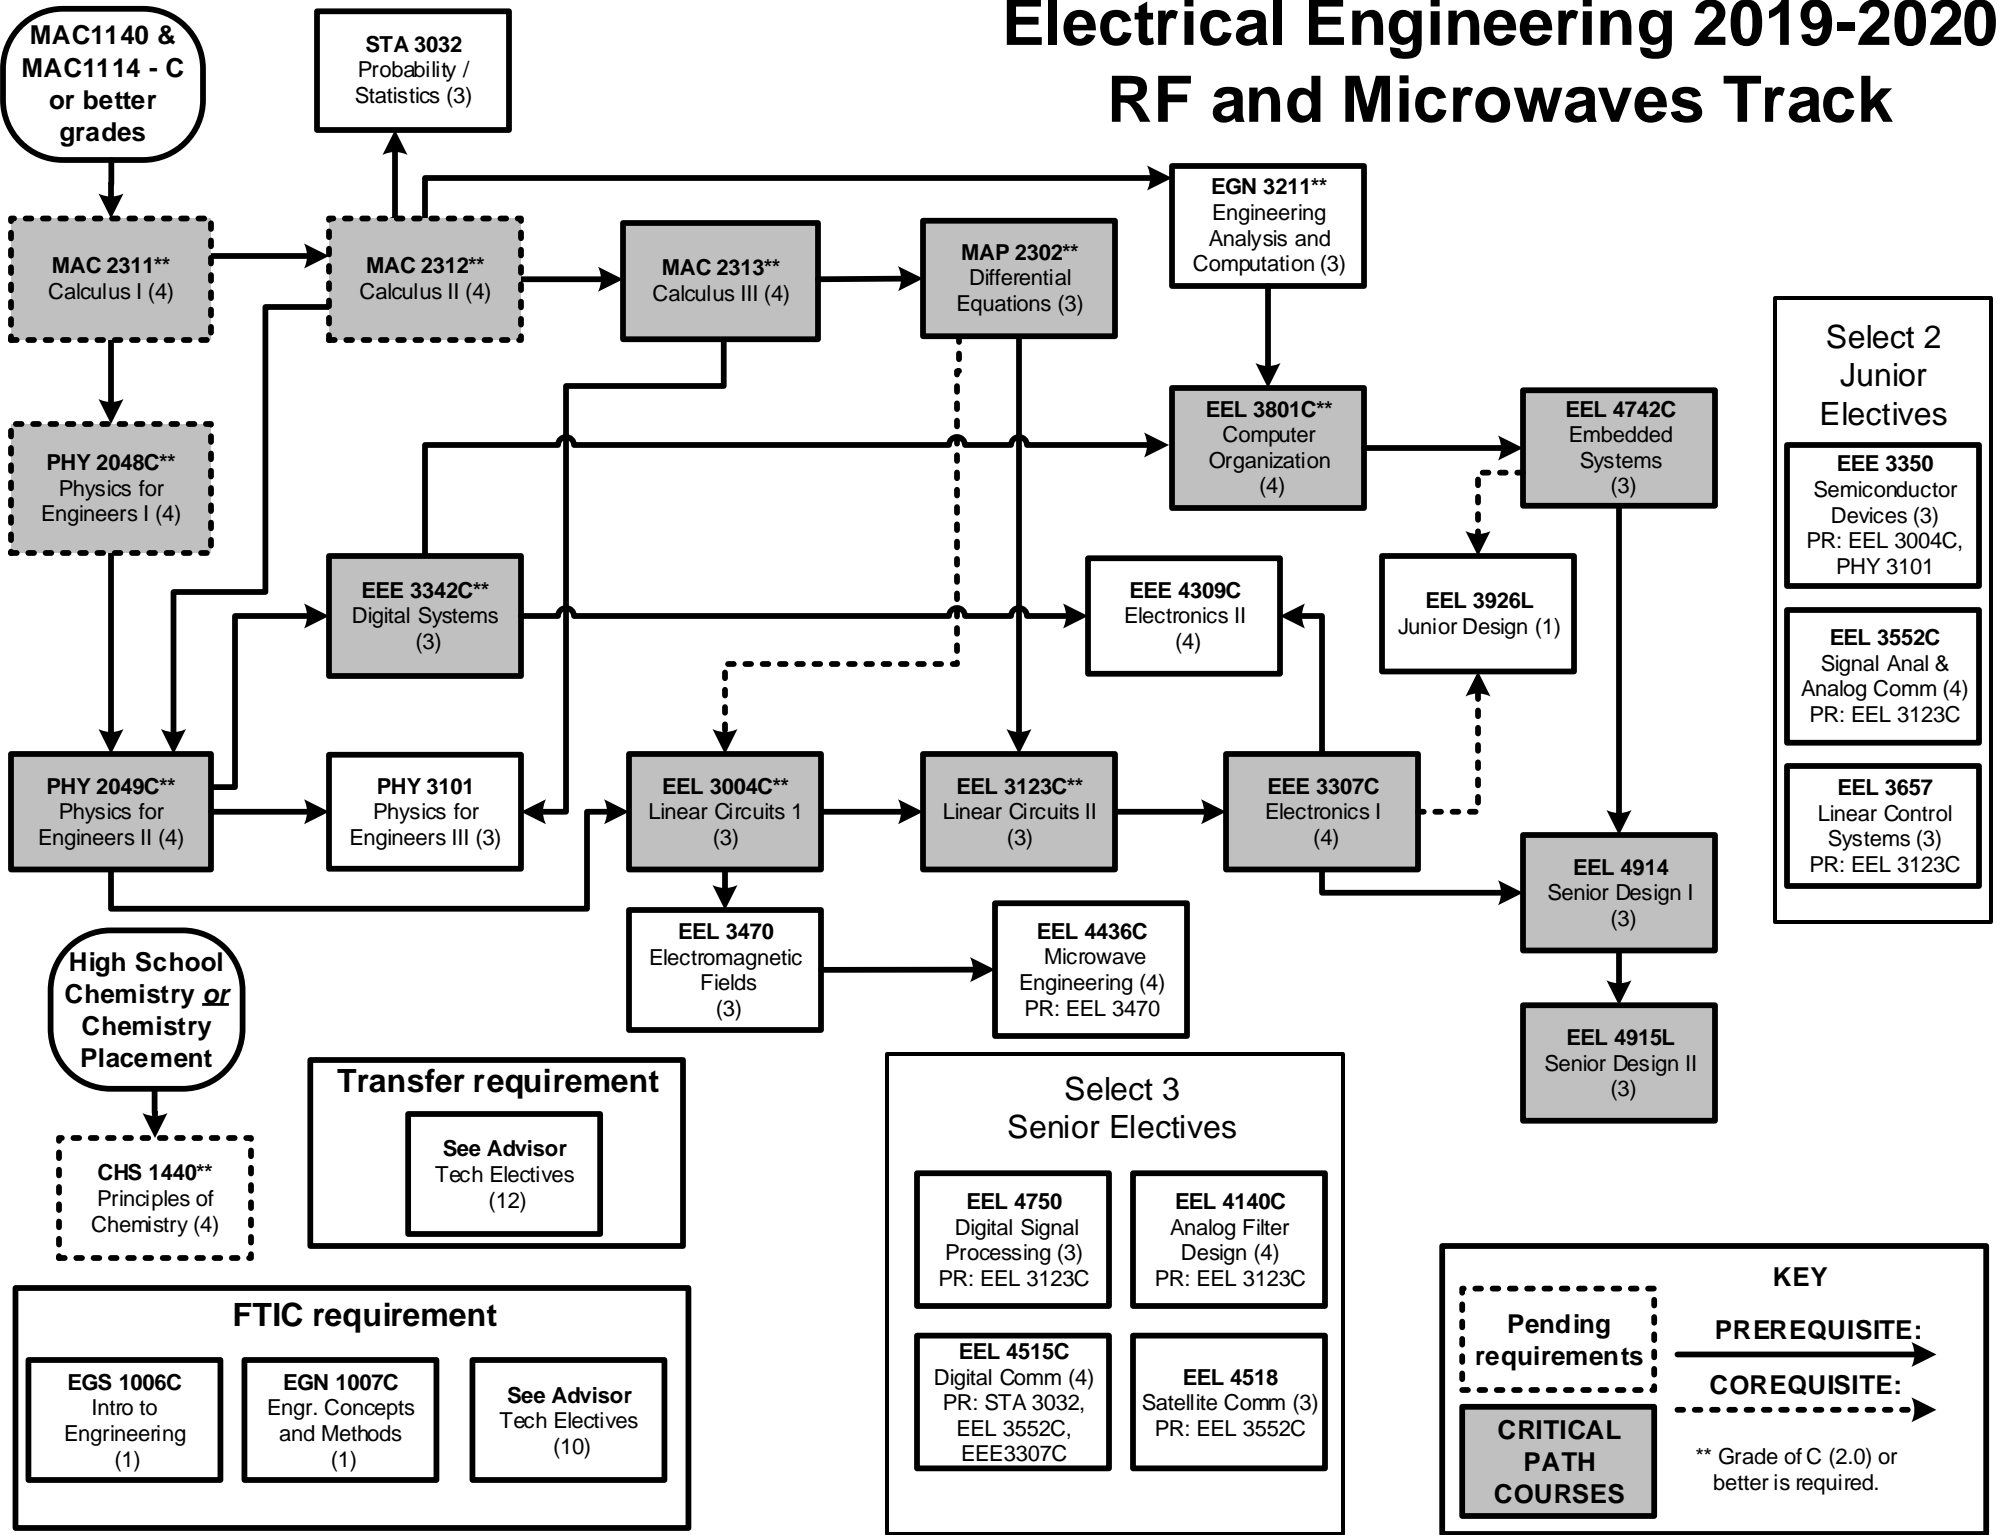 Electrical Engineering 2019-2020
RF and Microwaves Track
MAC1140 &
MAC1114 - C
or better
grades
STA 3032
Probability /
Statistics (3)
EGN 3211**
Engineering
Analysis and
Computation (3)
MAC 2311**
Calculus I (4)
MAC 2312**
Calculus II (4)
MAC 2313**
Calculus III (4)
MAP 2302**
Differential
Equations (3)
PHY 2048C**
Physics for
Engineers I (4)
EEL 3801C**
Computer
Organization
(4)
EEL 4742C
Embedded
Systems
(3)
EEE 3342C**
Digital Systems
(3)
EEE 4309C
Electronics II
(4)
EEL 3926L
Junior Design (1)
PHY 2049C**
Physics for
Engineers II (4)
PHY 3101
Physics for
Engineers III (3)
EEL 3004C**
Linear Circuits 1
(3)
EEL 3123C**
Linear Circuits II
(3)
EEE 3307C
Electronics I
(4)
EEL 4914
Senior Design I
(3)
EEL 3470
Electromagnetic
Fields
(3)
EEL 4436C
Microwave
Engineering (4)
PR: EEL 3470
EEL 4915L
Senior Design II
(3)
Select 2
Junior
Electives
EEE 3350
Semiconductor
Devices (3)
PR: EEL 3004C,
PHY 3101
EEL 3552C
Signal Anal &
Analog Comm (4)
PR: EEL 3123C
EEL 3657
Linear Control
Systems (3)
PR: EEL 3123C
High School
Chemistry or
Chemistry
Placement
CHS 1440**
Principles of
Chemistry (4)
Transfer requirement
See Advisor
Tech Electives
(12)
FTIC requirement
EGS 1006C
Intro to
Engrineering
(1)
EGN 1007C
Engr. Concepts
and Methods
(1)
See Advisor
Tech Electives
(10)
Select 3
Senior Electives
EEL 4750
Digital Signal
Processing (3)
PR: EEL 3123C
EEL 4140C
Analog Filter
Design (4)
PR: EEL 3123C
EEL 4515C
Digital Comm (4)
PR: STA 3032,
EEL 3552C,
EEE3307C
EEL 4518
Satellite Comm (3)
PR: EEL 3552C
KEY
Pending
requirements
PREREQUISITE:
COREQUISITE:
CRITICAL
PATH
COURSES
** Grade of C (2.0) or
better is required.